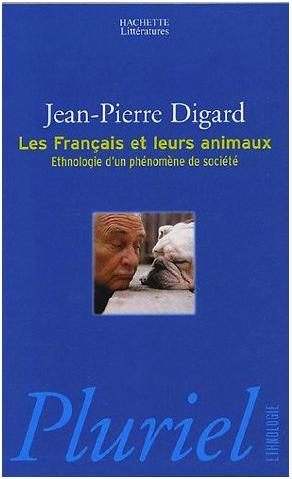 HACHETTE
Littératures
Jean-Pierre Digard
Les Français et leurs animaux
Ethnologie d'un phénomène de société
Pluriel
ETHNOLOGIE